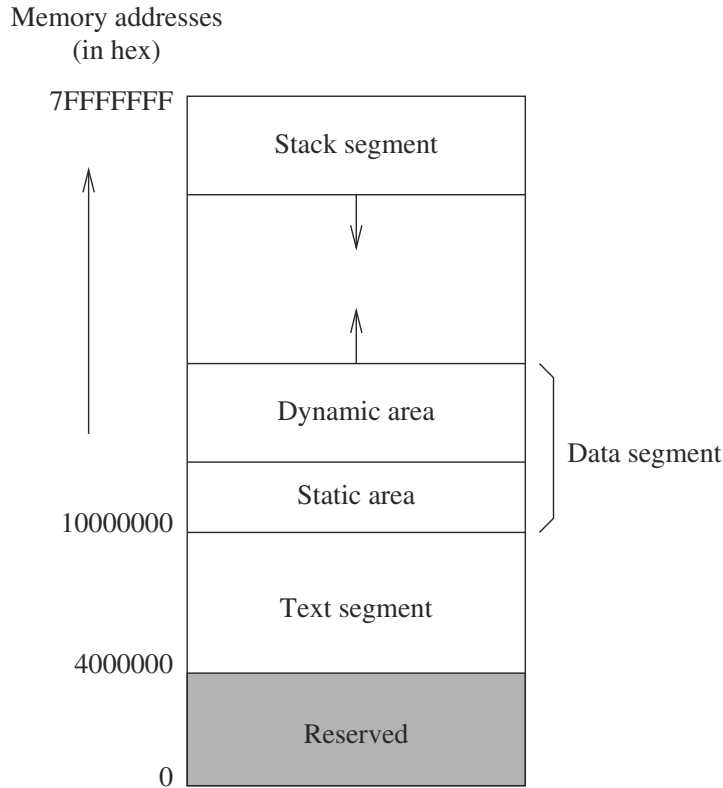 Memory addresses
(in hex)
7FFFFFFF
Stack segment
Dynamic area
Data segment
Static area
10000000
Text segment
4000000
Reserved
0